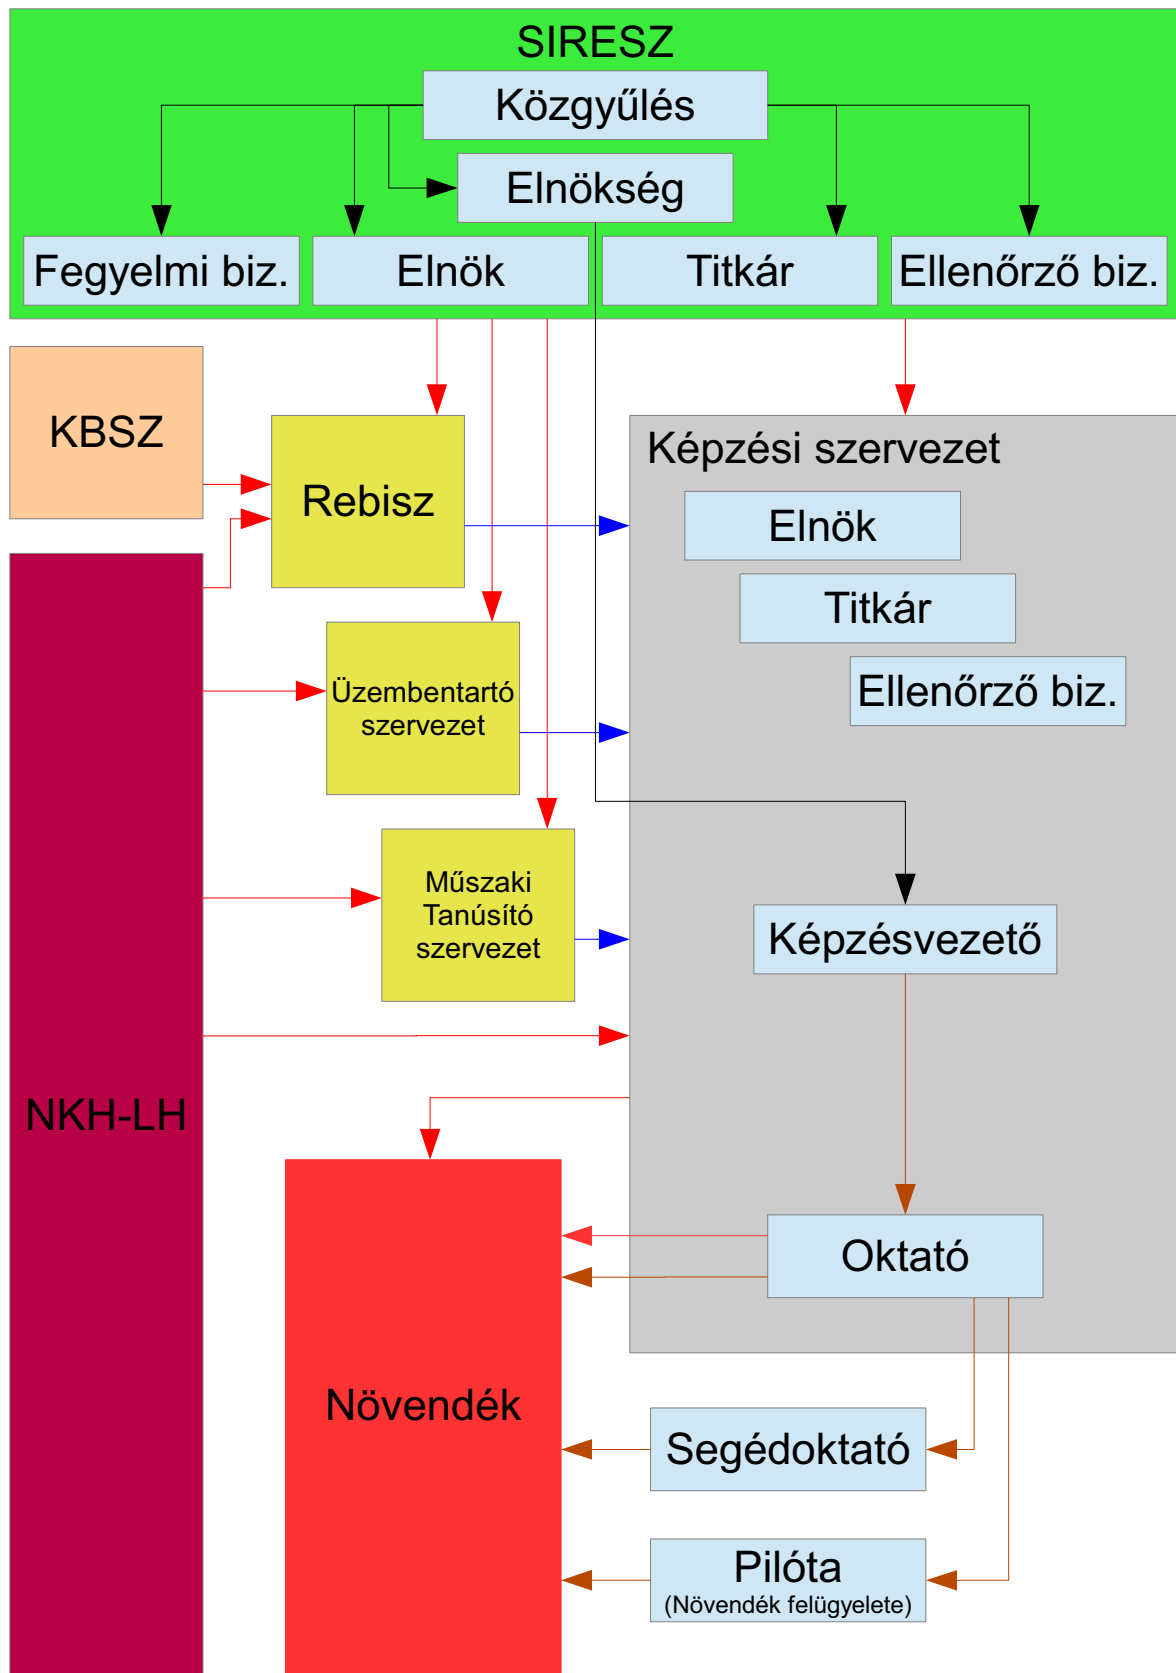 SIRESZ
Közgyűlés
Elnökség
Fegyelmi biz.
Elnök
Titkár
Ellenőrző biz.
KBSZ
Rebisz
Képzési szervezet
Elnök
Titkár
Ellenőrző biz.
Üzembentartó
szervezet
Műszaki
Tanúsító
szervezet
Képzésvezető
NKH-LH
Oktató
Növendék
Segédoktató
Pilóta
(Növendék felügyelete)